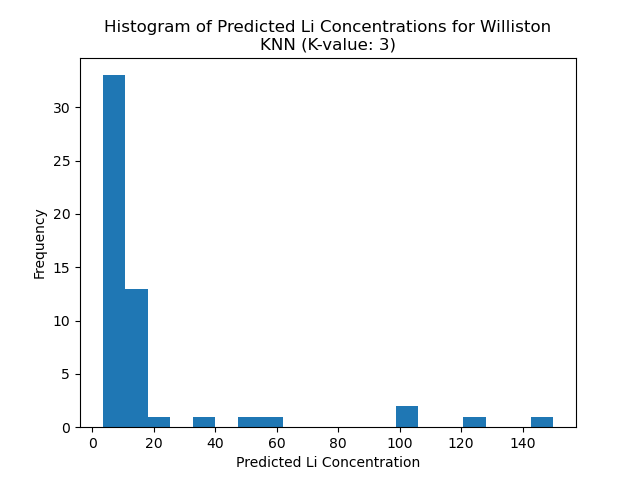 Histogram of Predicted Li Concentrations for Williston
KNN (K-value: 3)
30
25
20
15
10
5
0
Frequency
0 20 40 60 80 100 120 140
Predicted Li Concentration